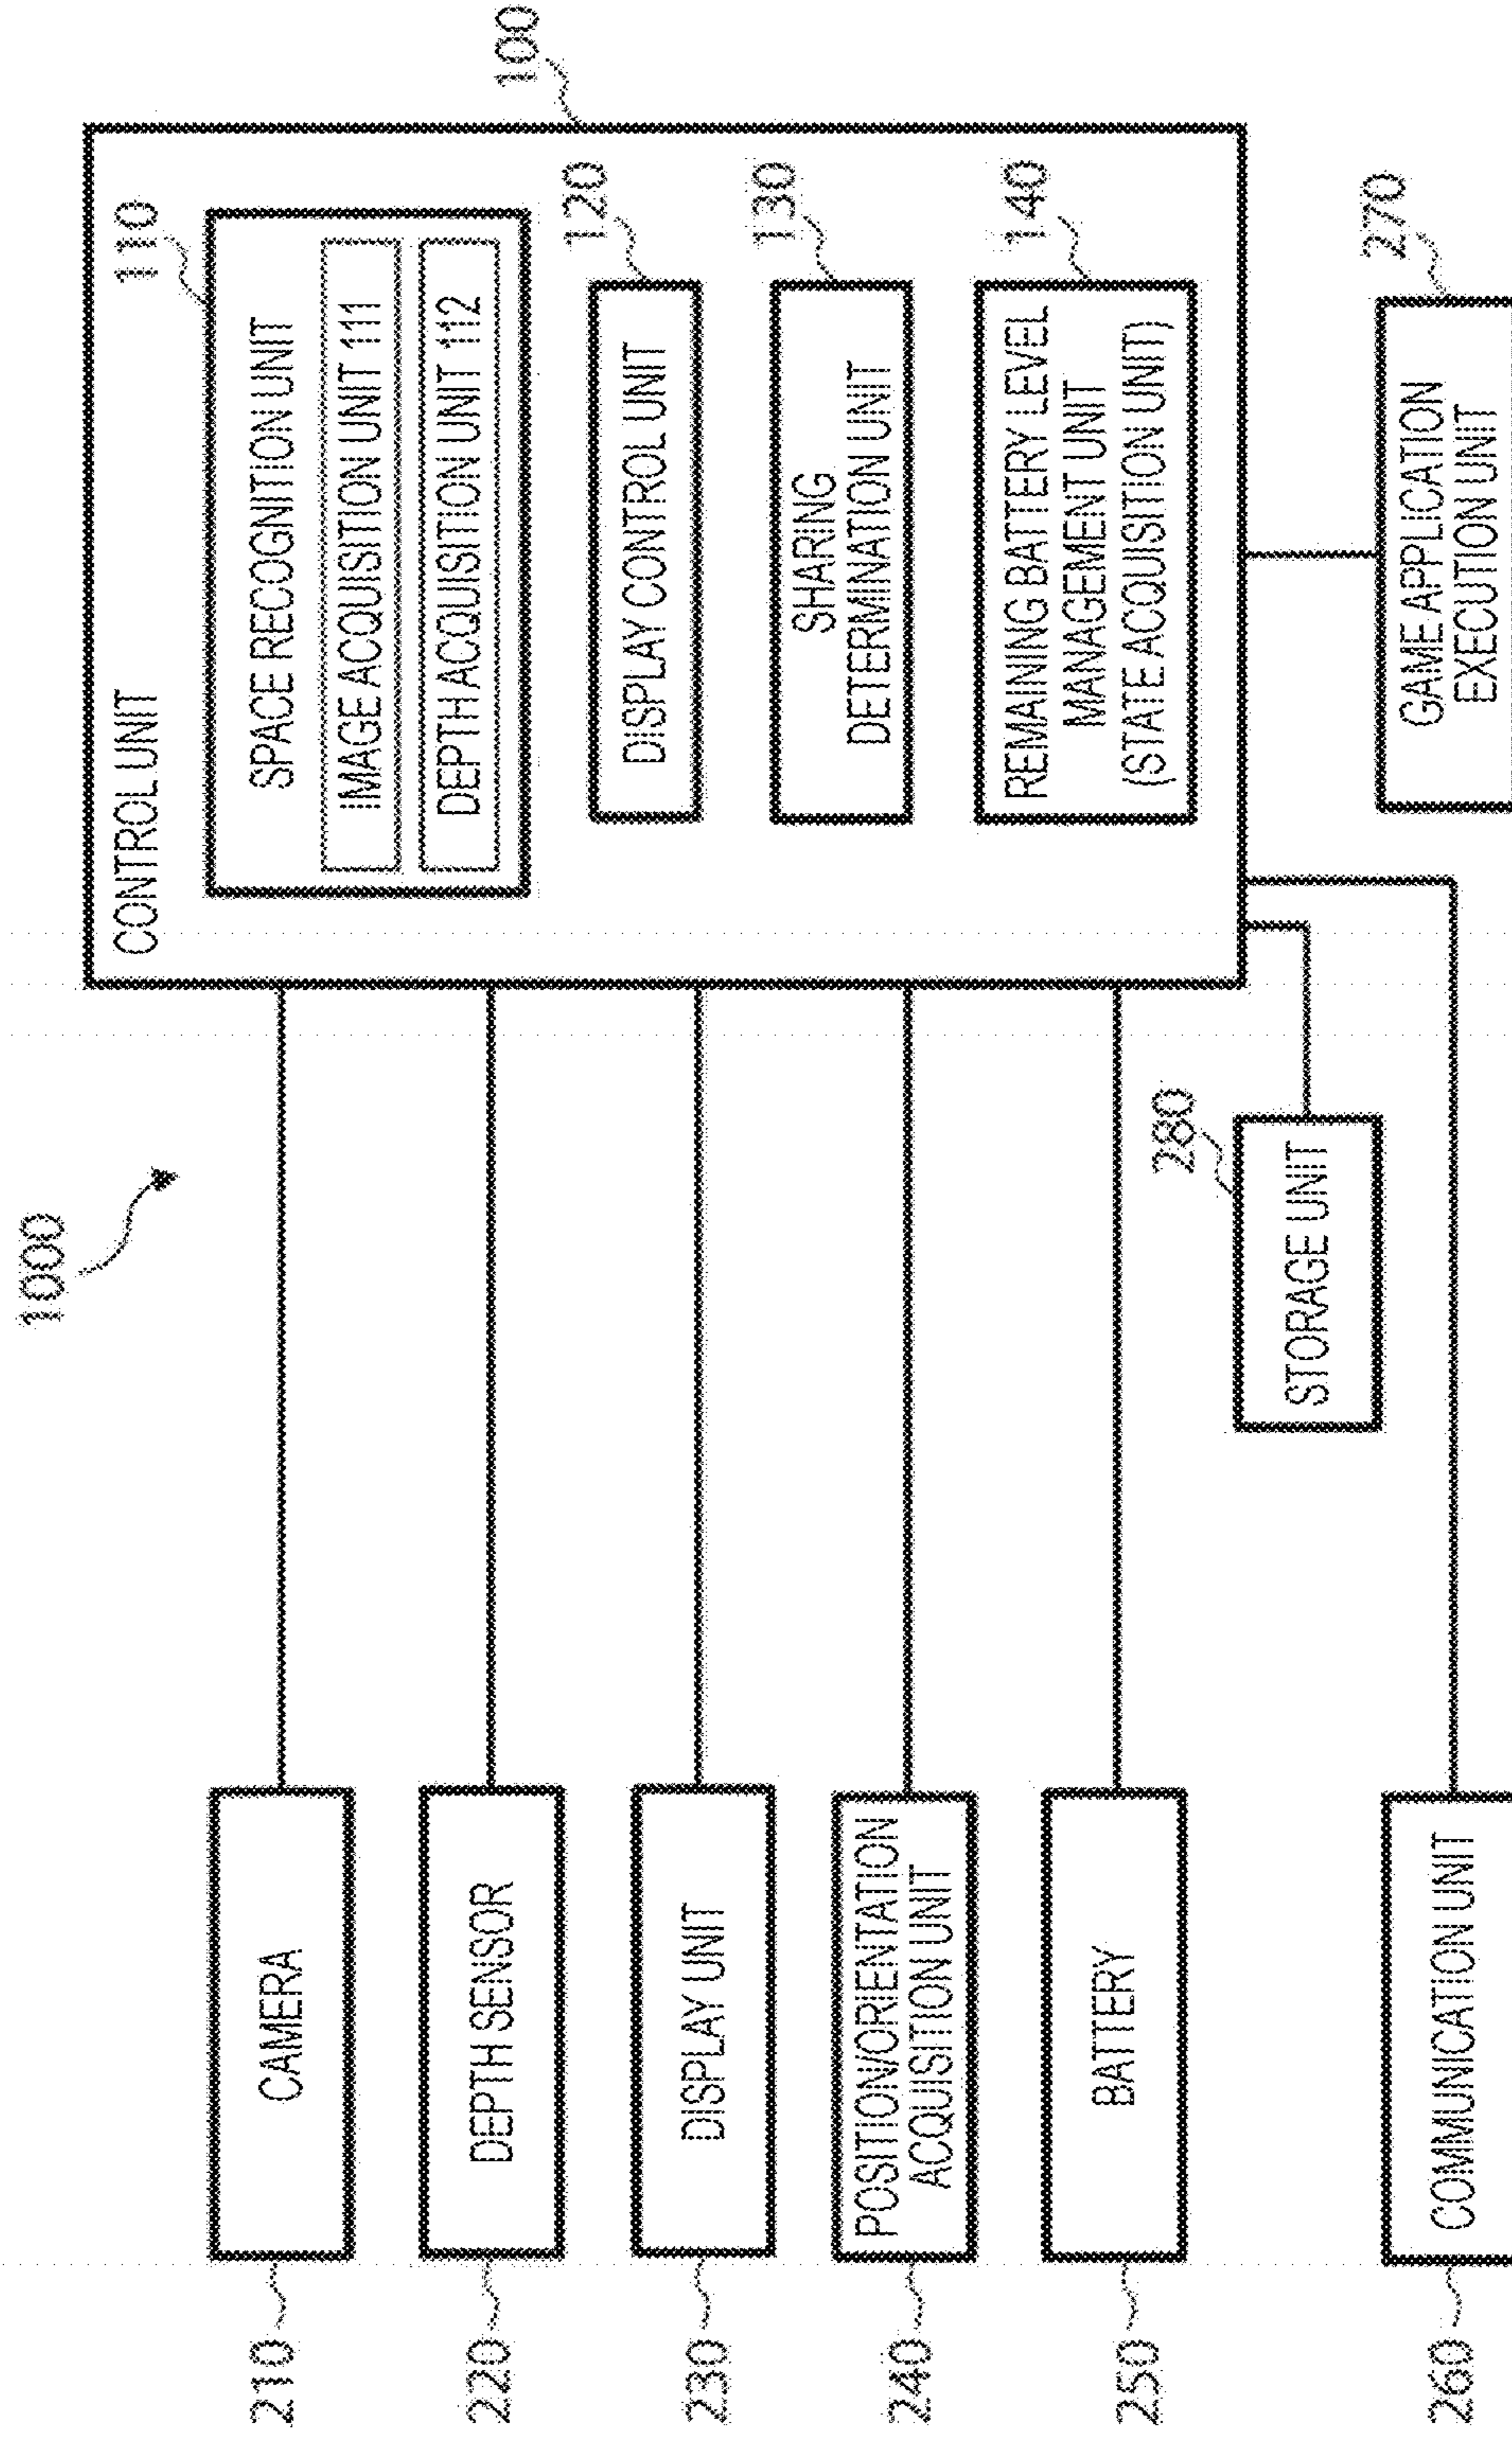 1000
210
CAMERA
220
DEPTH SENSOR
230
DISPLAY UNIT
240
POSITION/ORIENTATION
ACQUISITION UNIT
250
BATTERY
260
COMMUNICATION UNIT
280
STORAGE UNIT
CONTROL UNIT
100
110
SPACE RECOGNITION UNIT
IMAGE ACQUISITION UNIT 111
DEPTH ACQUISITION UNIT 112
120
DISPLAY CONTROL UNIT
130
SHARING
DETERMINATION UNIT
140
REMAINING BATTERY LEVEL
MANAGEMENT UNIT
(STATE ACQUISITION UNIT)
270
GAME APPLICATION
EXECUTION UNIT